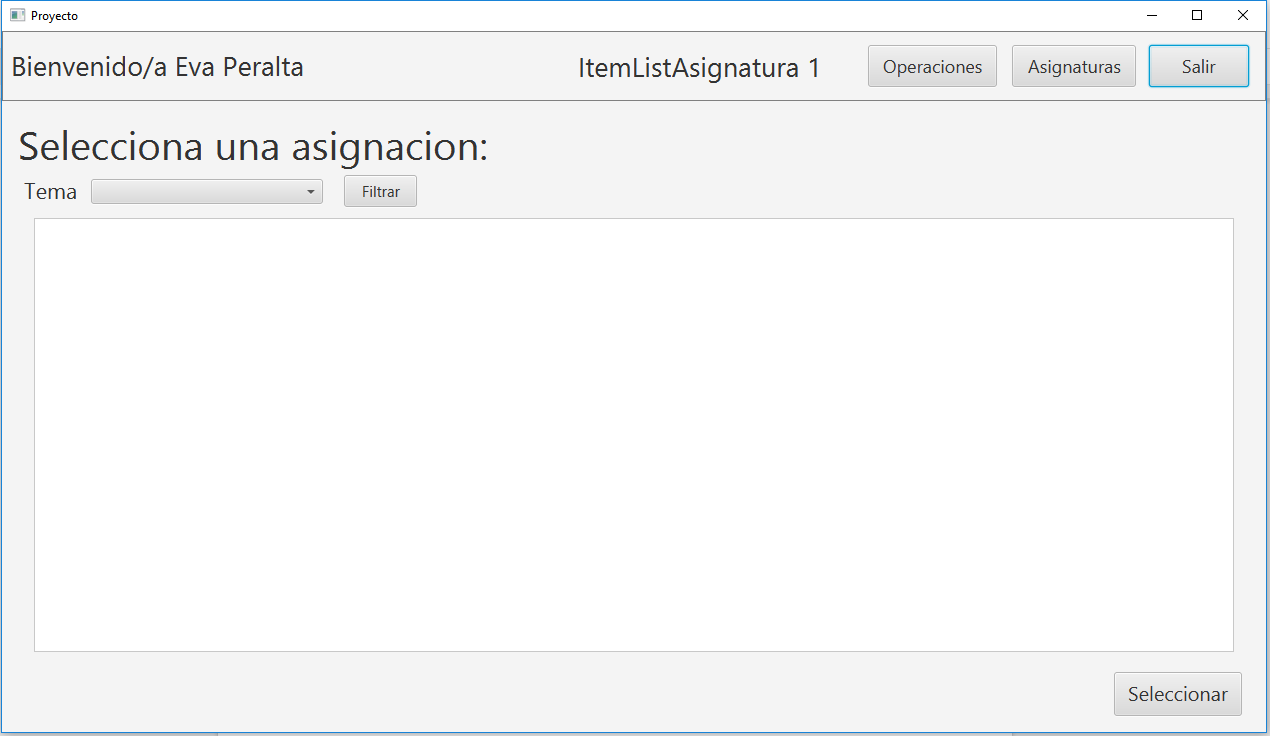 Proyecto
Bienvenido/a Eva Peralta
ItemListAsignatura 1
Operaciones
Asignaturas
Salir
Selecciona una asignacion:
Tema
Filtrar
Seleccionar